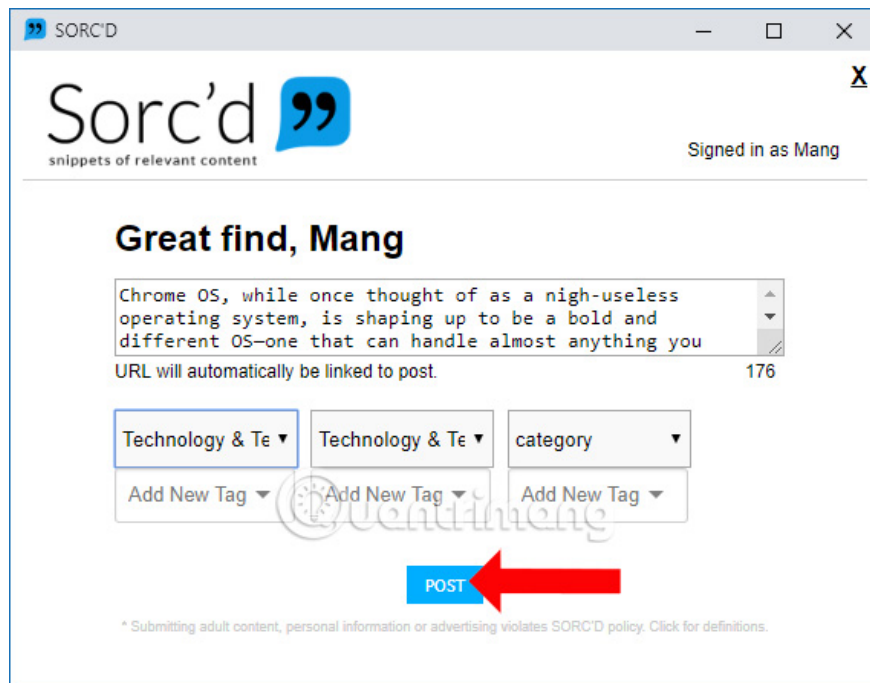 SORC'D
X
Sorc'd
snippets of relevant content
Signed in as Mang
Great find, Mang
Chrome OS, while once thought of as a nigh-useless
operating system, is shaping up to be a bold and
different OS—one that can handle almost anything you
URL will automatically be linked to post. 176
Technology & Te Technology & Te category
Add New Tag Add New Tag Add New Tag
Quantrimang
POST
* Submitting adult content, personal information or advertising violates SORC'D policy. Click for definitions.